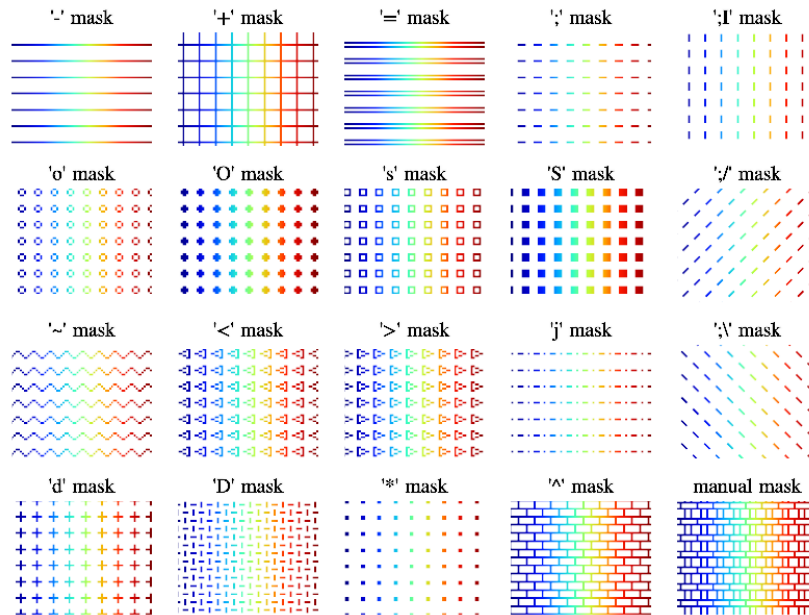 '-' mask
'+' mask
'=' mask
';' mask
';I' mask
'o' mask
'O' mask
's' mask
'S' mask
';/' mask
'~' mask
'<' mask
'>' mask
'j' mask
';\' mask
'd' mask
'D' mask
'*' mask
'^' mask
manual mask